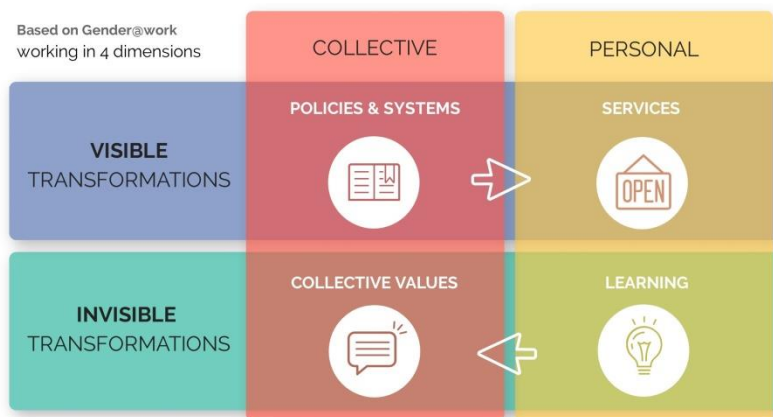 Based on Gender@work
working in 4 dimensions
COLLECTIVE
PERSONAL
VISIBLE
TRANSFORMATIONS
POLICIES & SYSTEMS
SERVICES
OPEN
INVISIBLE
TRANSFORMATIONS
COLLECTIVE VALUES
LEARNING